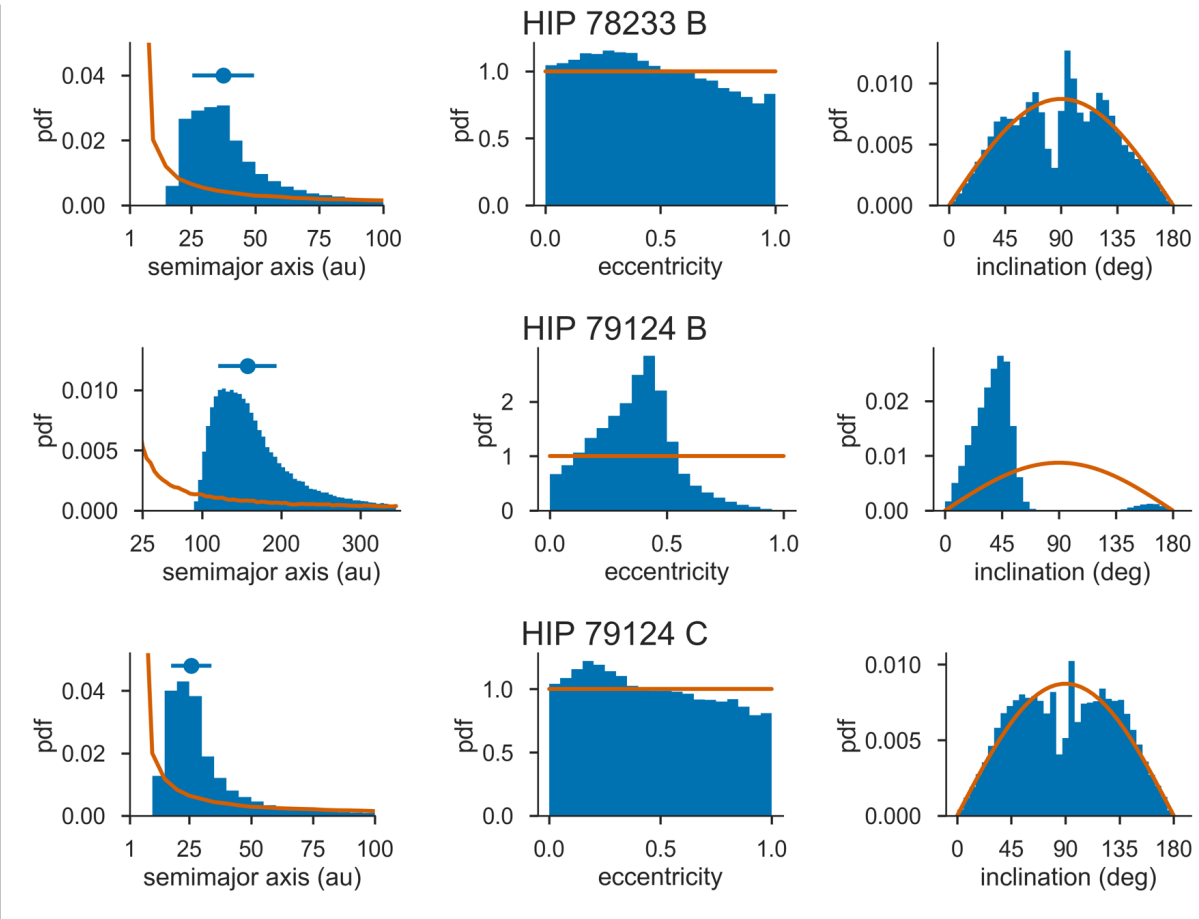 HIP 78233 B
pdf
0.04
0.02
0.00
1 25 50 75 100
semimajor axis (au)
pdf
1.0
0.5
0.0
0.0 0.5 1.0
eccentricity
pdf
0.010
0.005
0.000
0 45 90 135 180
inclination (deg)
HIP 79124 B
pdf
0.010
0.005
0.000
25 100 200 300
semimajor axis (au)
pdf
2
1
0
0.0 0.5 1.0
eccentricity
pdf
0.02
0.01
0.00
0 45 90 135 180
inclination (deg)
HIP 79124 C
pdf
0.04
0.02
0.00
1 25 50 75 100
semimajor axis (au)
pdf
1.0
0.5
0.0
0.0 0.5 1.0
eccentricity
pdf
0.010
0.005
0.000
0 45 90 135 180
inclination (deg)